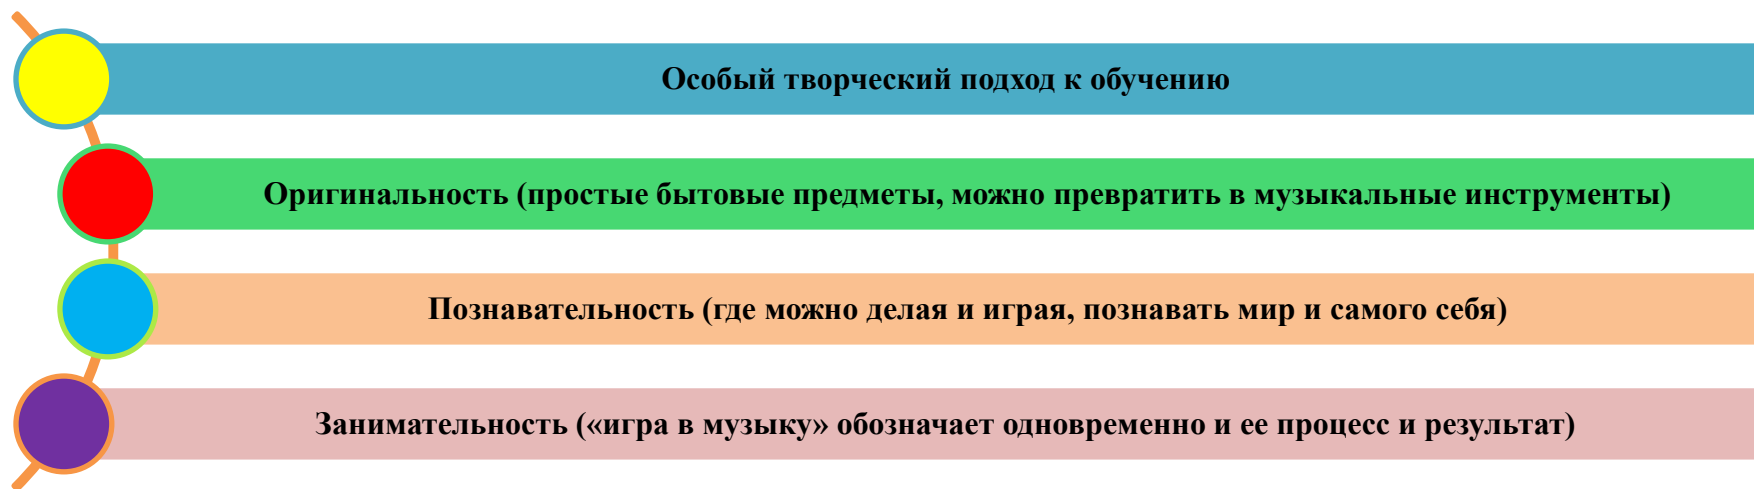 Особый творческий подход к обучению
Оригинальность (простые бытовые предметы, можно превратить в музыкальные инструменты)
Познавательность (где можно делая и играя, познавать мир и самого себя)
Занимательность («игра в музыку» обозначает одновременно и ее процесс и результат)